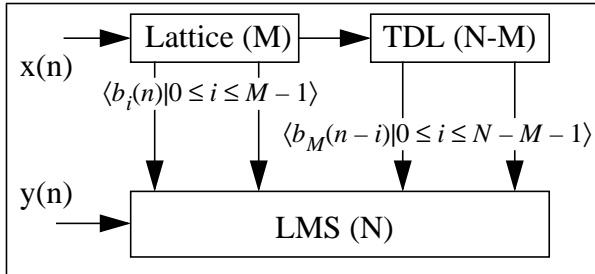 Lattice (M)
TDL (N-M)
x(n)
⟨b_i(n)|0 ≤ i ≤ M – 1⟩
⟨b_M(n – i)|0 ≤ i ≤ N – M – 1⟩
y(n)
LMS (N)